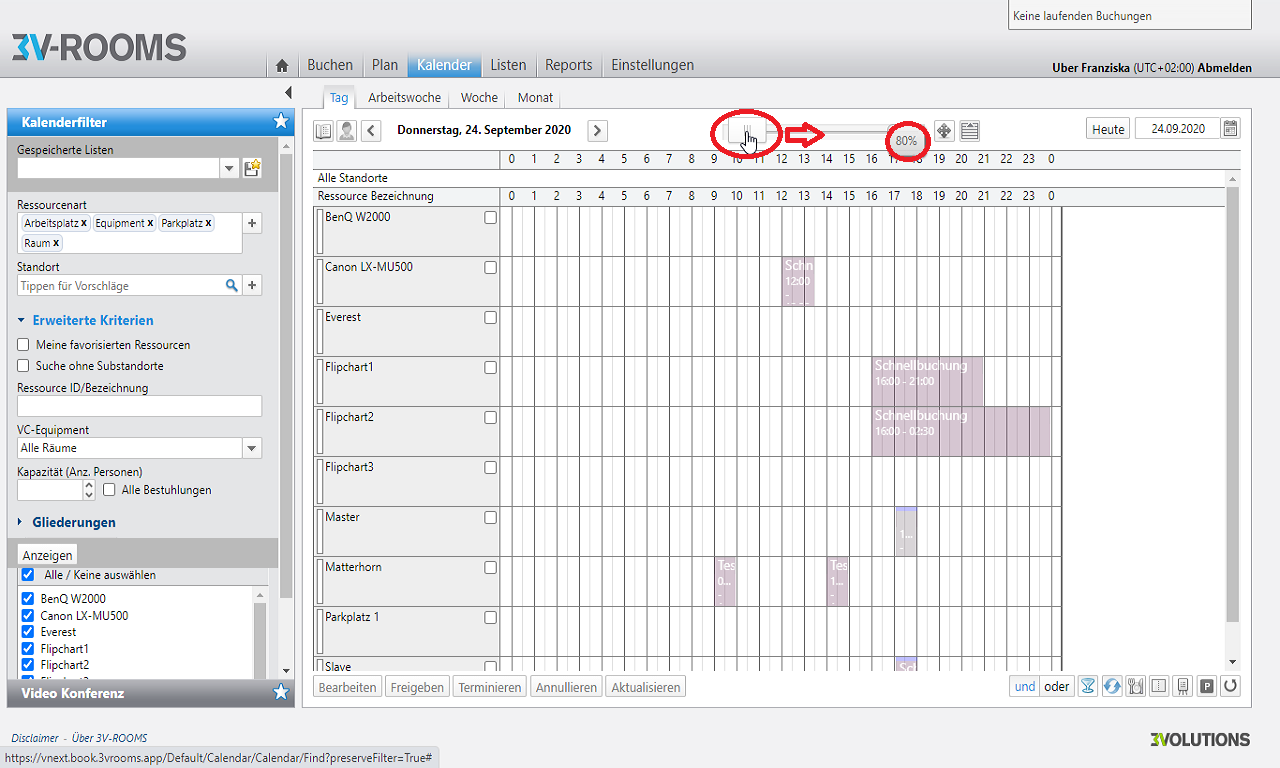 Keine laufenden Buchungen
3V-ROOMS
Buchen Plan Kalender Listen Reports Einstellungen
Uber Franziska (UTC+02:00) Abmelden
Tag Arbeitswoche Woche Monat
Kalenderfilter
Gespeicherte Listen
Ressourcenart
Arbeitsplatz x Equipment x Parkplatz x
Raum x
Standort
Tippen für Vorschläge
Erweiterte Kriterien
Meine favorisierten Ressourcen
Suche ohne Substandorte
Ressource ID/Bezeichnung
VC-Equipment
Alle Räume
Kapazität (Anz. Personen)
Alle Bestuhlungen
Gliederungen
Anzeigen
Alle / Keine auswählen
BenQ W2000
Canon LX-MU500
Everest
Flipchart1
Flipchart2
Video Konferenz
Donnerstag, 24. September 2020
80%
Heute 24.09.2020
0 1 2 3 4 5 6 7 8 9 10 11 12 13 14 15 16 17 18 19 20 21 22 23 0
Alle Standorte
Ressource Bezeichnung 0 1 2 3 4 5 6 7 8 9 10 11 12 13 14 15 16 17 18 19 20 21 22 23 0
BenQ W2000
Canon LX-MU500 Schn
12:00
-
Everest
Flipchart1 Schnellbuchung
16:00 - 21:00
Flipchart2 Schnellbuchung
16:00 - 02:30
Flipchart3
Master
1...
-
Matterhorn Tes Tes
0... 1...
- -
Parkplatz 1
Slave Sch
Bearbeiten Freigeben Terminieren Annullieren Aktualisieren
und oder
P
Disclaimer - Über 3V-ROOMS
3VOLUTIONS
https://vnext.book.3vrooms.app/Default/Calendar/Calendar/Find?preserveFilter=True#